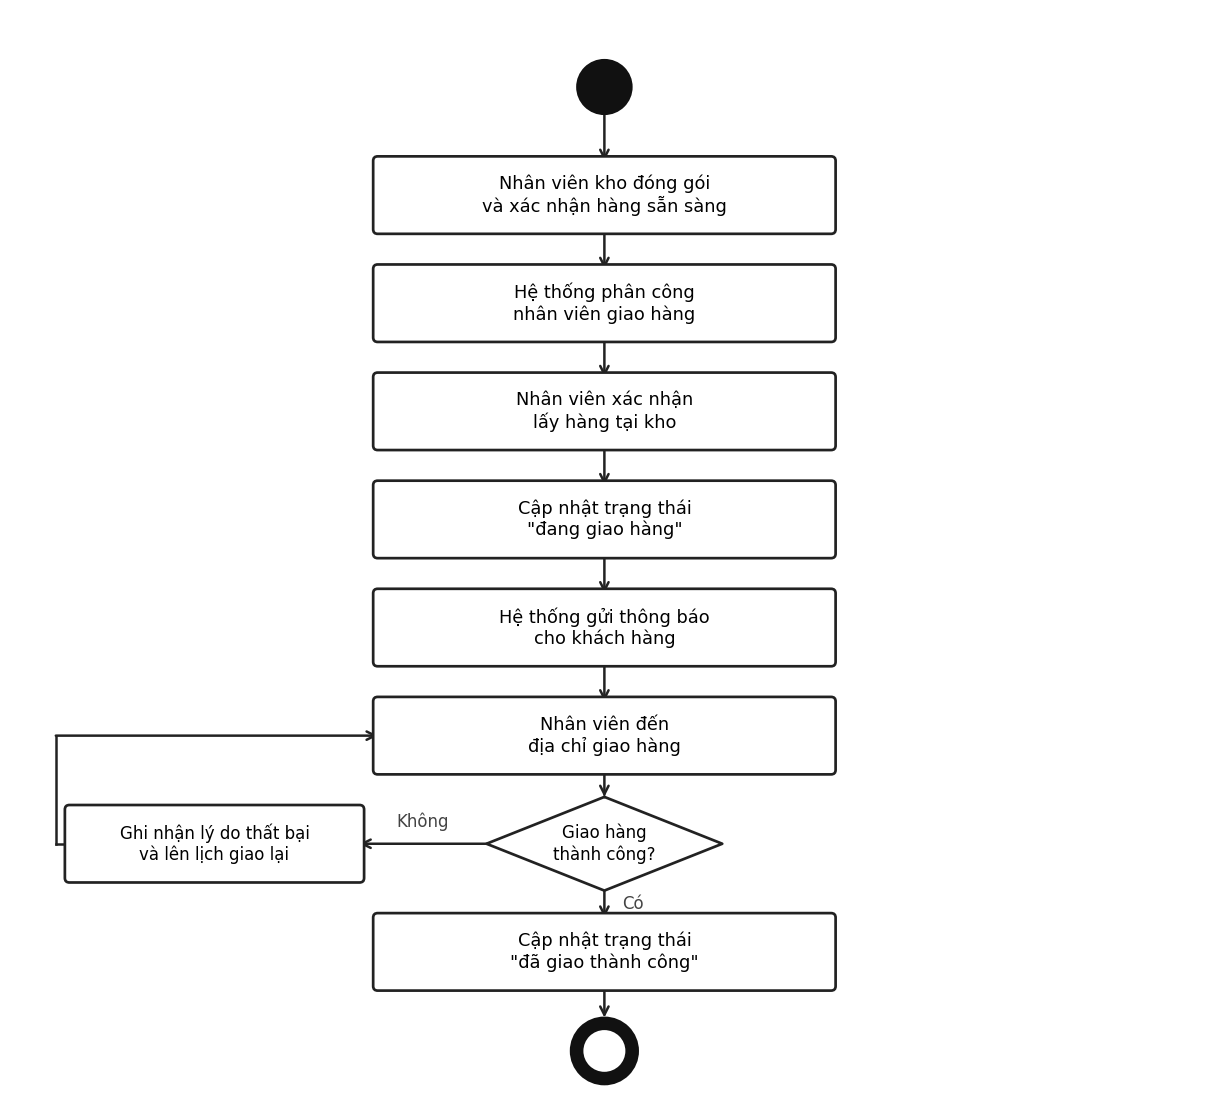 Nhân viên kho đóng gói
và xác nhận hàng sẵn sàng
Hệ thống phân công
nhân viên giao hàng
Nhân viên xác nhận
lấy hàng tại kho
Cập nhật trạng thái
"đang giao hàng"
Hệ thống gửi thông báo
cho khách hàng
Nhân viên đến
địa chỉ giao hàng
Giao hàng
thành công?
Không
Ghi nhận lý do thất bại
và lên lịch giao lại
Có
Cập nhật trạng thái
"đã giao thành công"